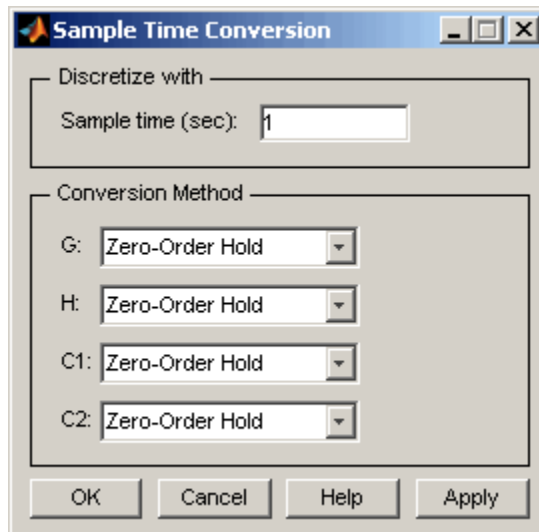 Sample Time Conversion
Discretize with
Sample time (sec): 1
Conversion Method
G: Zero-Order Hold
H: Zero-Order Hold
C1: Zero-Order Hold
C2: Zero-Order Hold
OK Cancel Help Apply